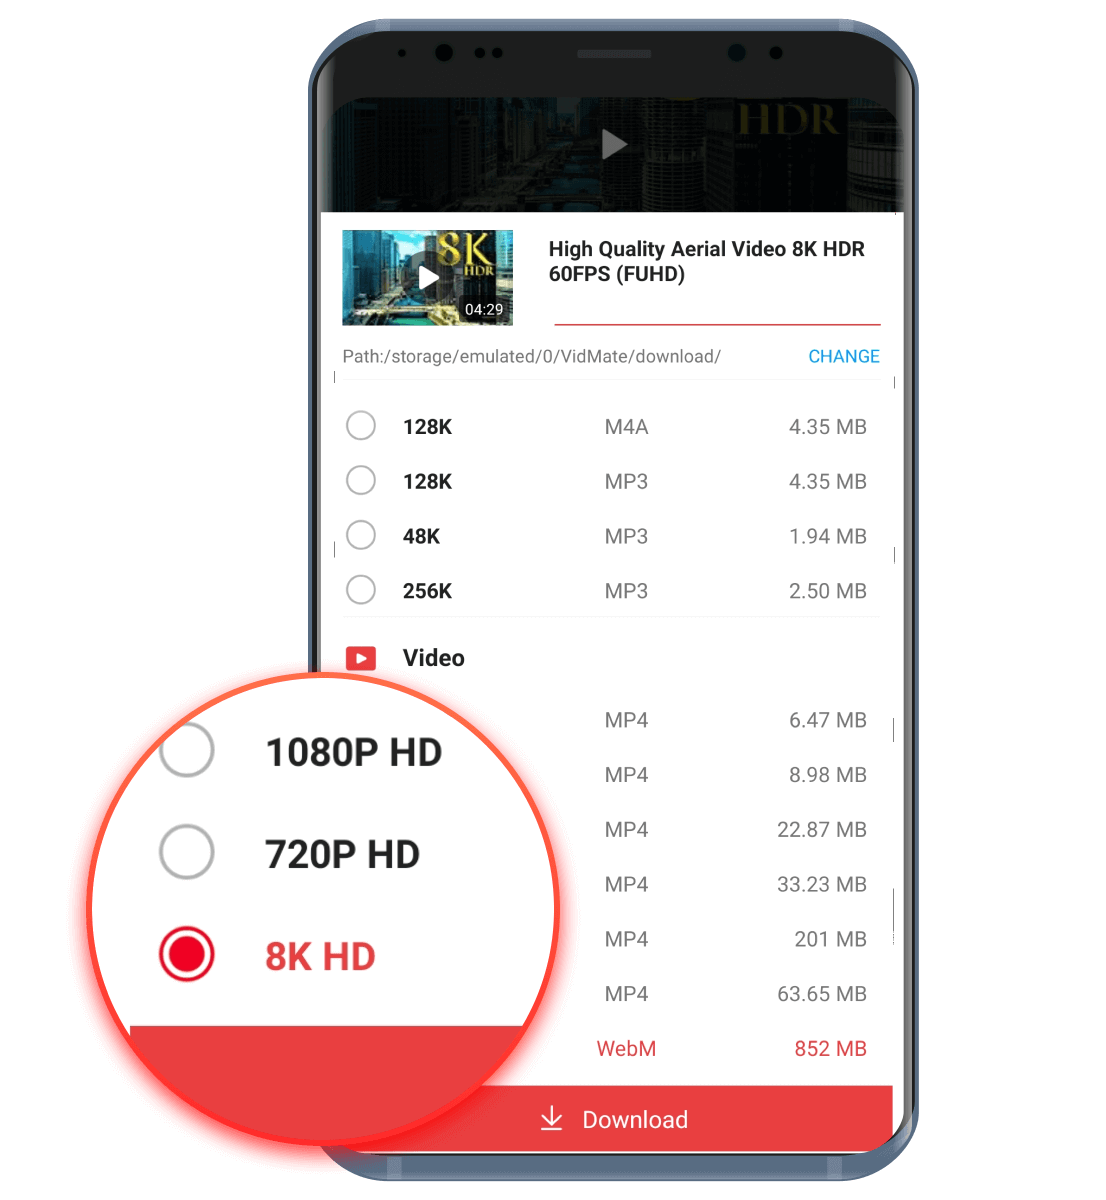 HDR
8K
HDR
04:29
High Quality Aerial Video 8K HDR
60FPS (FUHD)
Path:/storage/emulated/0/VidMate/download/ CHANGE
128K M4A 4.35 MB
128K MP3 4.35 MB
48K MP3 1.94 MB
256K MP3 2.50 MB
Video
MP4 6.47 MB
1080P HD
MP4 8.98 MB
720P HD
MP4 22.87 MB
MP4 33.23 MB
8K HD
MP4 201 MB
MP4 63.65 MB
WebM 852 MB
Download